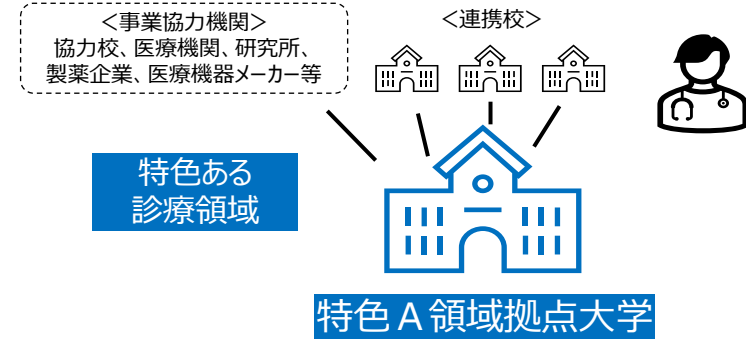 <事業協力機関>
協力校、医療機関、研究所、
製薬企業、医療機器メーカー等
<連携校>
特色ある
診療領域
特色A領域拠点大学